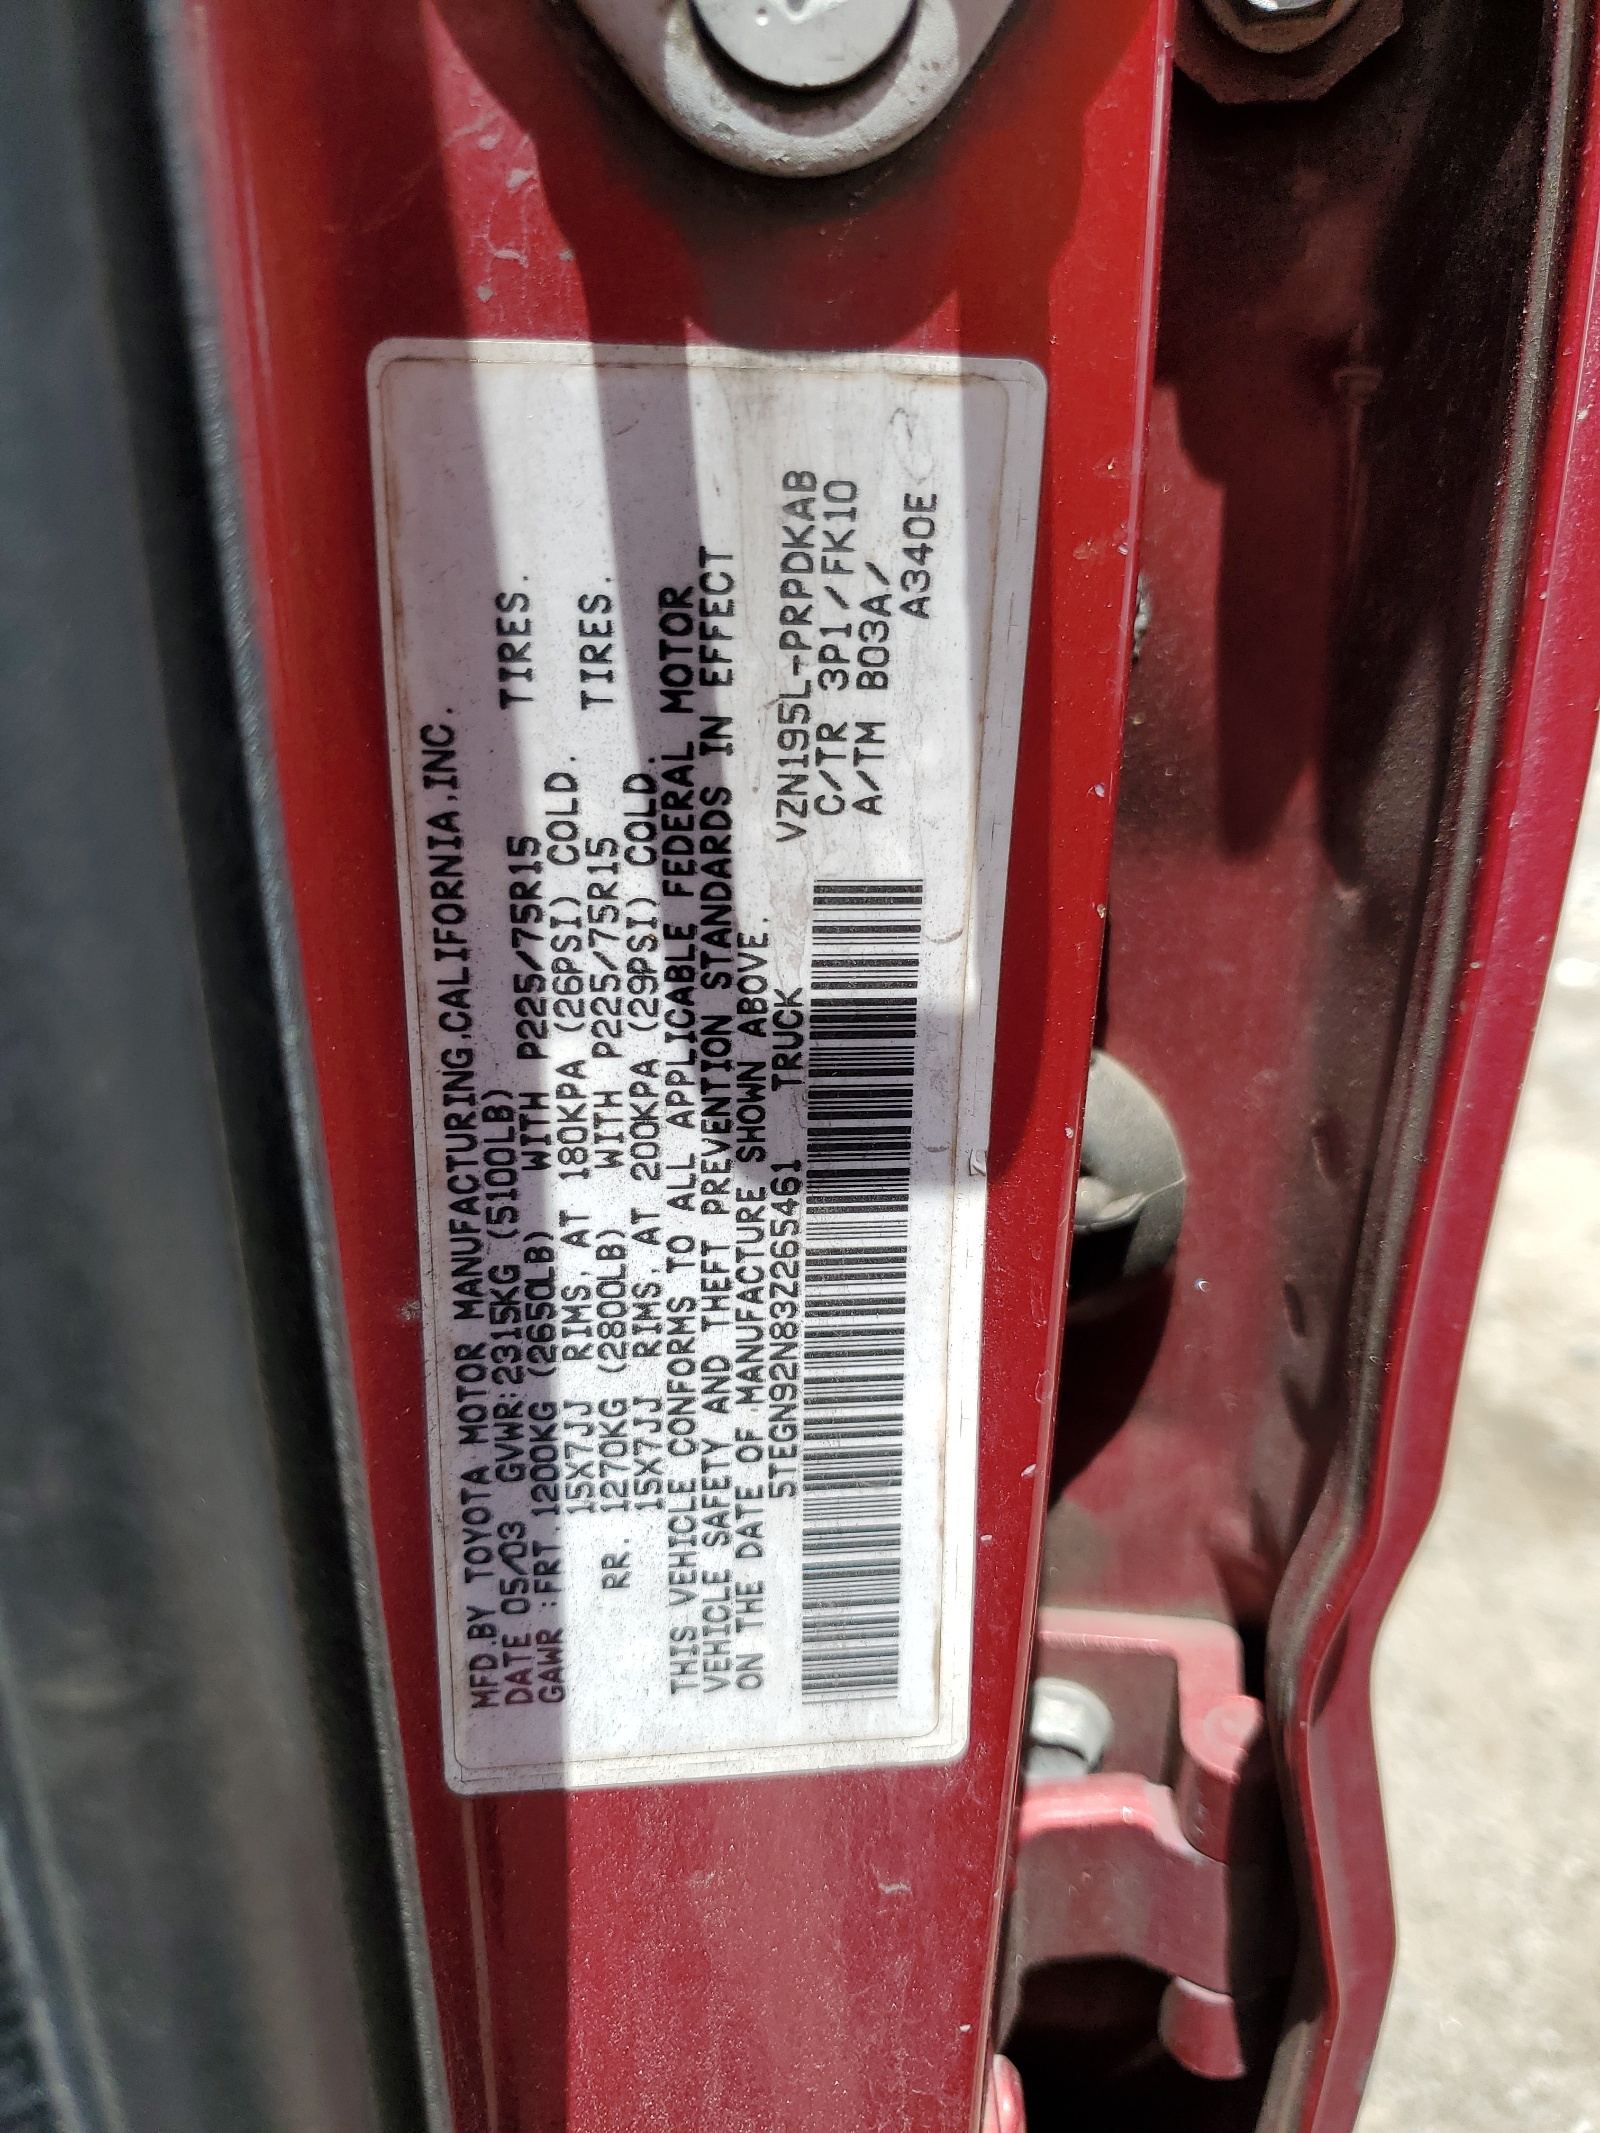 MFD.BY TOYOTA MOTOR MANUFACTURING,CALIFORNIA,INC.
DATE 05/03 GVWR:2315KG (5100LB)
GAWR :FRT.1200KG (2650LB) WITH P225/75R15 TIRES.
15X7JJ RIMS, AT 180KPA (26PSI) COLD.
RR. 1270KG (2800LB) WITH P225/75R15 TIRES.
15X7JJ RIMS, AT 200KPA (29PSI) COLD.
THIS VEHICLE CONFORMS TO ALL APPLICABLE FEDERAL MOTOR
VEHICLE SAFETY AND THEFT PREVENTION STANDARDS IN EFFECT
ON THE DATE OF MANUFACTURE SHOWN ABOVE.
5TEGN92N83Z265461 TRUCK
VZN195L-PRPDKAB
C/TR 3P1/FK10
A/TM B03A/
A340E